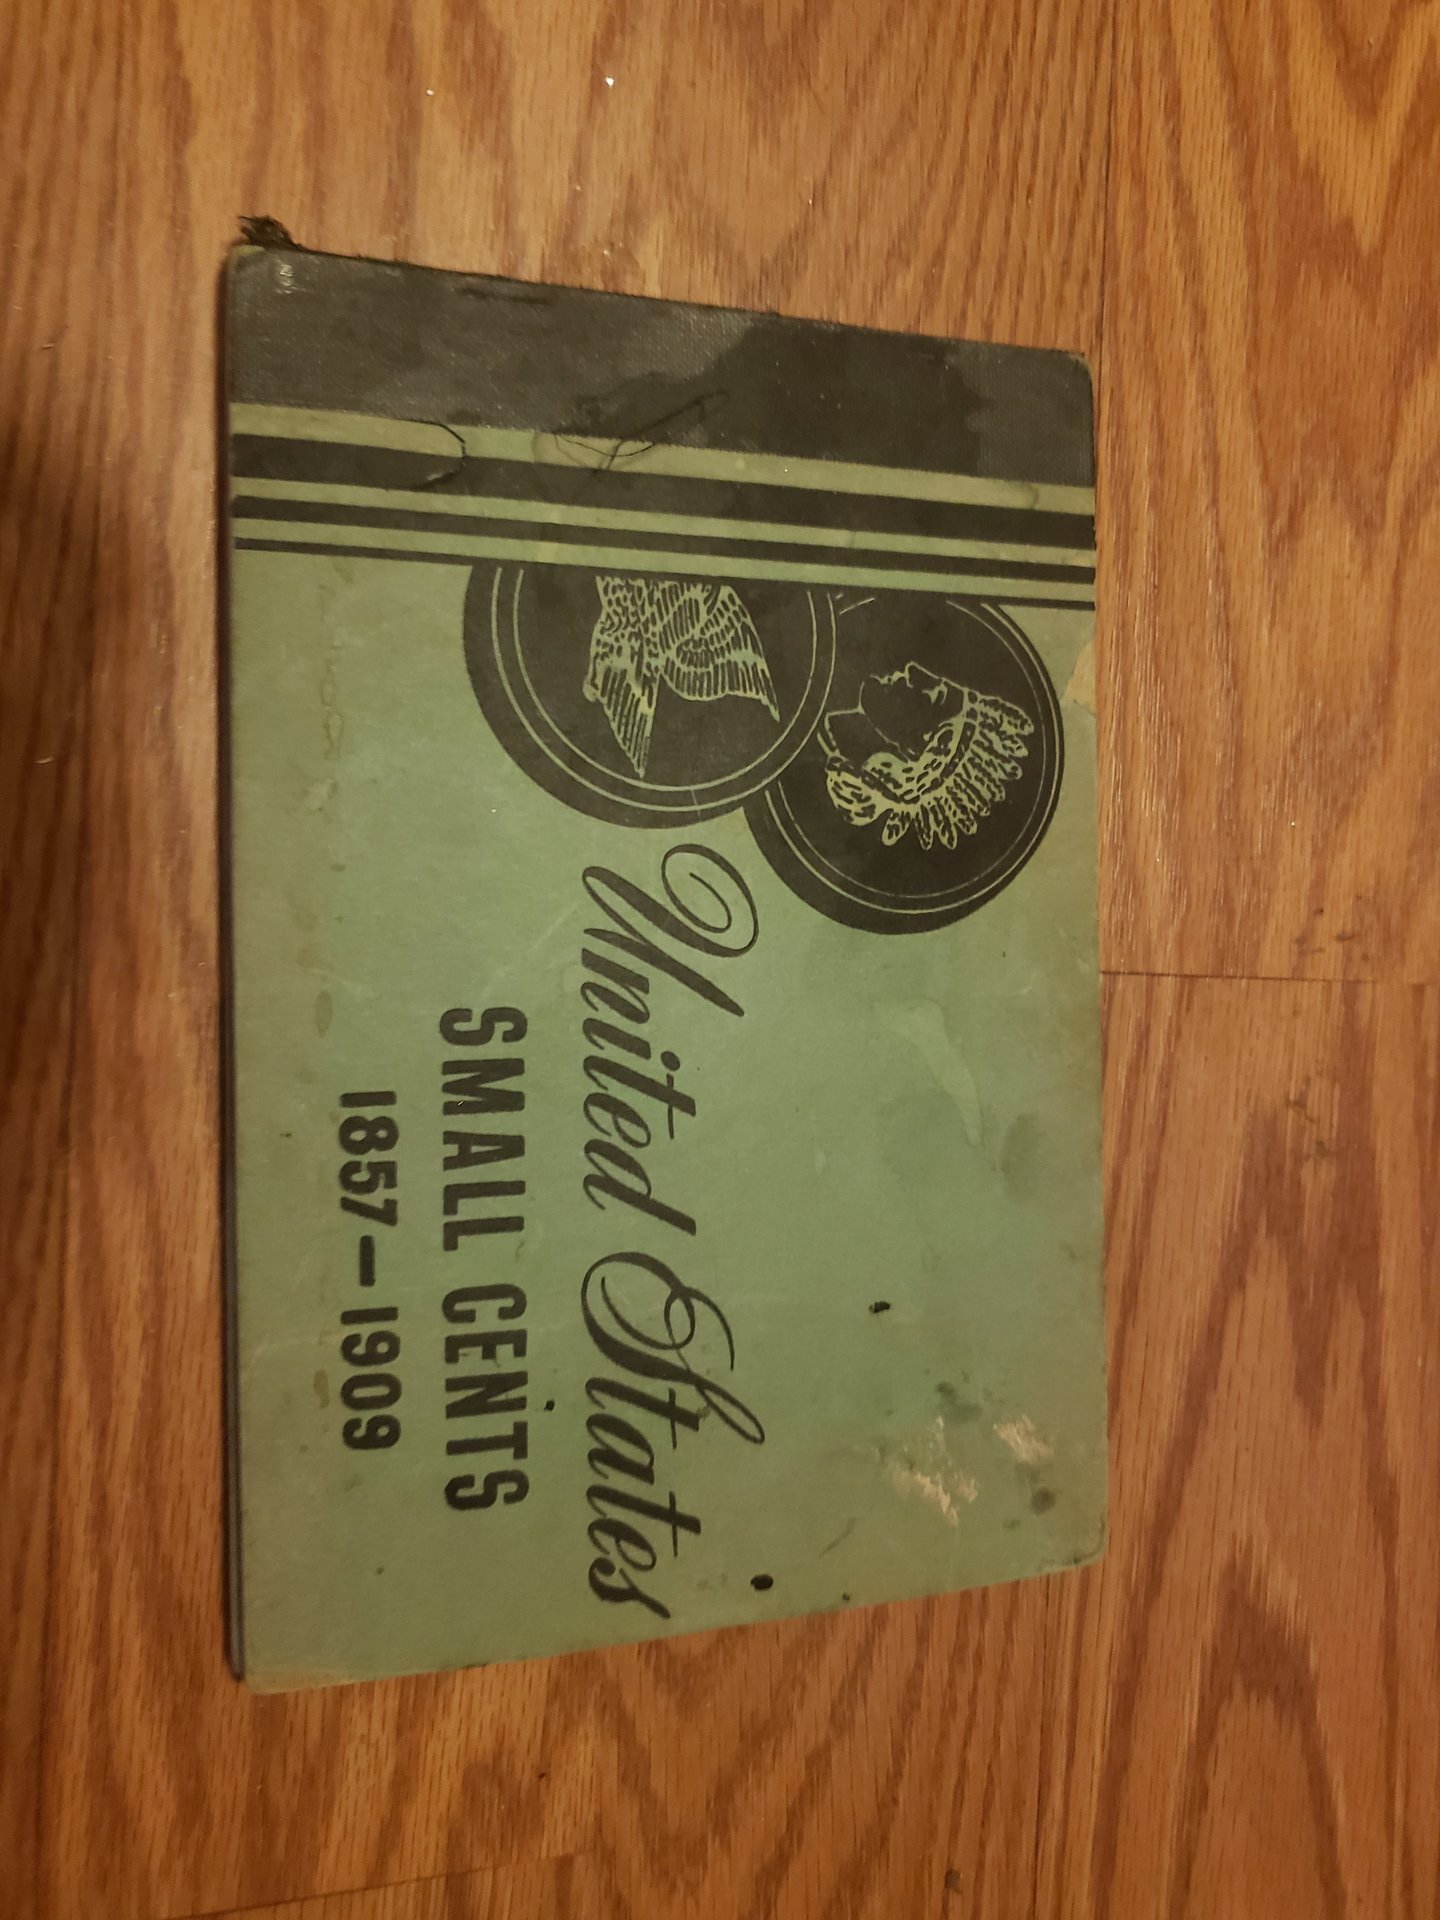 United States
SMALL CENTS
1857–1909